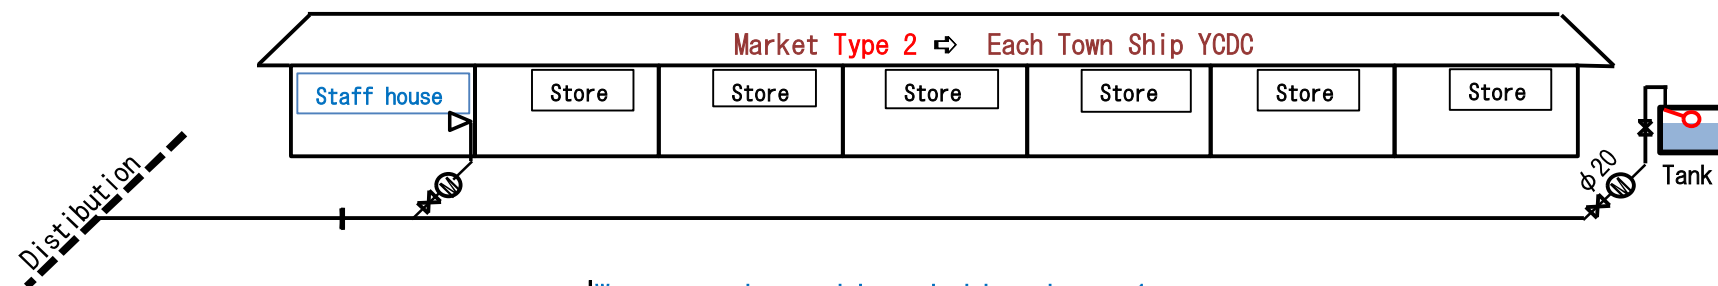 Market Type 2 ➪ Each Town Ship YCDC
Staff house
Store
Store
Store
Store
Store
Store
Distibution
M
φ20
M
Tank